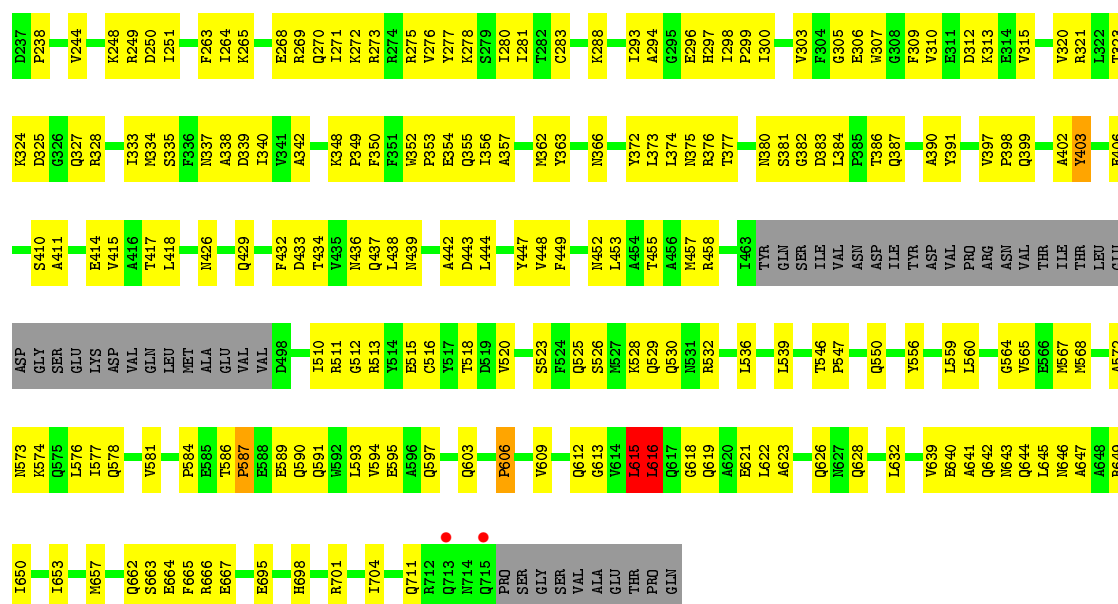 D237 P238 V244 K248 R249 D250 I251 F263 I264 K265 E268 R269 Q270 I271 K272 R273 R274 R275 V276 Y277 K278 S279 I280 I281 T282 C283 K288 I293 A294 G295 E296 H297 I298 P299 I300 V303 F304 G305 E306 W307 G308 F309 V310 E311 D312 K313 E314 V315 V320 R321 L322 T323
K324 D325 G326 Q327 R328 I333 M334 S335 F336 N337 A338 D339 I340 V341 A342 K348 P349 F350 F351 W352 P353 E354 Q355 I356 A357 M362 Y363 N366 Y372 L373 L374 N375 R376 T377 N380 S381 G382 D383 L384 P385 T386 Q387 A390 Y391 V397 P398 Q399 A402 Y403
S410 A411 E414 V415 A416 T417 L418 N426 Q429 F432 D433 T434 V435 N436 Q437 L438 N439 A442 D443 L444 Y447 V448 F449 N452 L453 A454 T455 A456 M457 R458 I463 TYR GLN SER ILE VAL ASN ASP ILE TYR ASP VAL PRO ARG ASN VAL THR ILE THR LEU GLU
ASP GLY SER GLU LYS ASP VAL GLN LEU MET ALA GLU VAL VAL D498 I510 R511 G512 R513 Y514 E515 C516 Y517 T518 D519 V520 S523 F524 Q525 S526 M527 K528 Q529 Q530 N531 R532 L536 L539 T546 P547 Q550 Y556 L559 L560 G564 V565 E566 M567 M568 A572
N573 K574 Q575 L576 I577 Q578 V581 P584 E585 T586 P587 E588 E589 Q590 Q591 W592 L593 V594 E595 A596 Q597 Q603 P606 V609 Q612 G613 V614 L615 L616 Q617 G618 Q619 A620 E621 L622 A623 Q626 N627 Q628 L632 V639 E640 A641 Q642 N643 Q644 L645 N646 A647 A648 R649
I650 I653 M657 Q662 S663 E664 F665 R666 E667 E695 H698 R701 I704 Q711 R712 Q713 N714 Q715 PRO SER GLY SER VAL ALA GLU THR PRO GLN